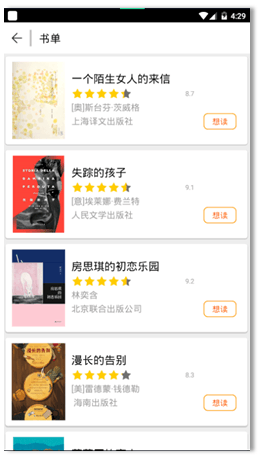 4:29
书单
一个陌生女人的来信
8.7
[奥]斯台芬·茨威格
上海译文出版社
想读
失踪的孩子
9.1
[意]埃莱娜·费兰特
人民文学出版社
想读
房思琪的初恋乐园
9.2
林奕含
北京联合出版公司
想读
漫长的告别
8.3
[美]雷蒙德·钱德勒
海南出版社
想读